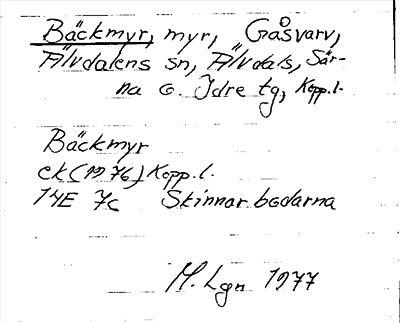 Bäckmyr, myr, Gåsvarv,
Älvdalens sn, Älvdals, Sär-
na o. Idre tg, Kopp.l.
Bäckmyr
ek (1976) Kopp.l.
14E 7c Skinnarbodarna
M. Lgn 1977